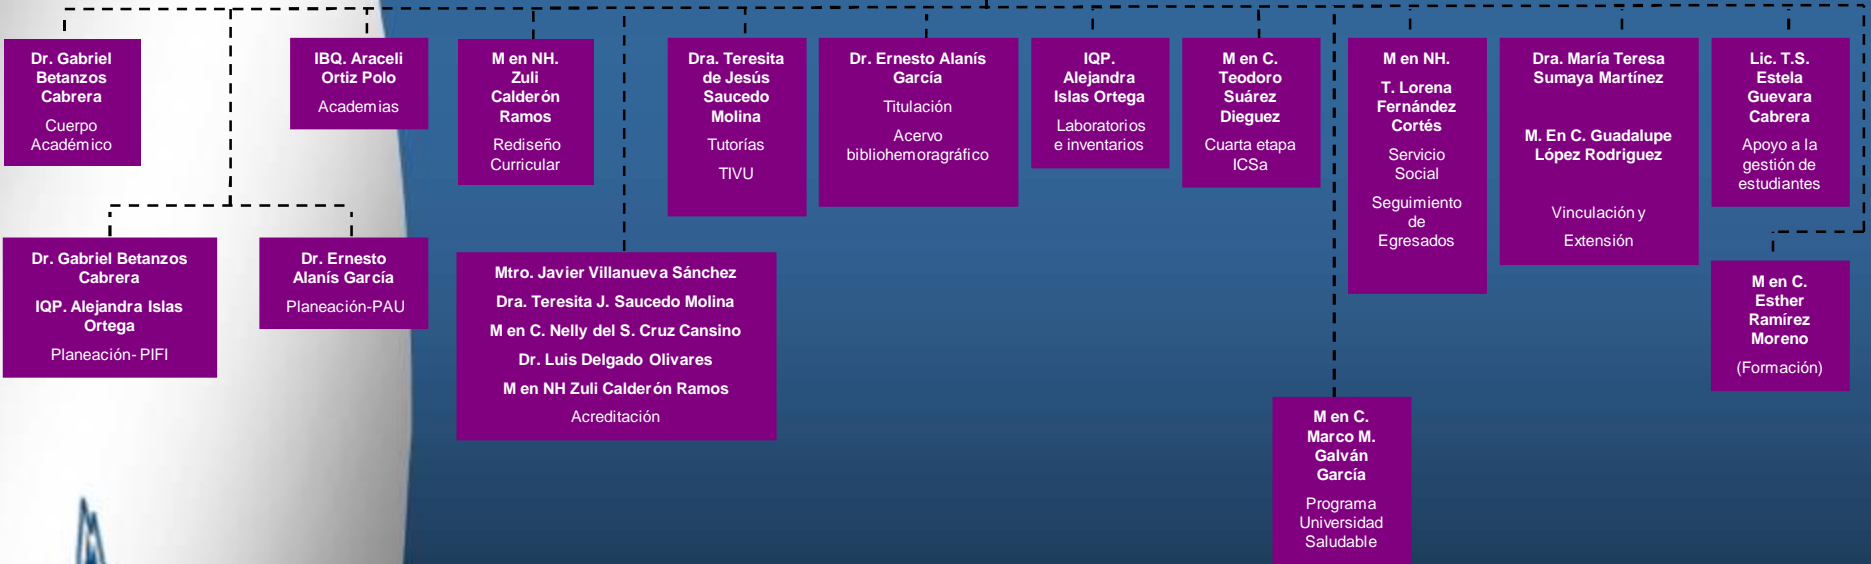 Dr. Gabriel
Betanzos
Cabrera
Cuerpo
Académico
IBQ. Araceli
Ortiz Polo
Academias
M en NH.
Zuli
Calderón
Ramos
Rediseño
Curricular
Dra. Teresita
de Jesús
Saucedo
Molina
Tutorías
TIVU
Dr. Ernesto Alanís
García
Titulación
Acervo
bibliohemoragráfico
IQP.
Alejandra
Islas Ortega
Laboratorios
e inventarios
M en C.
Teodoro
Suárez
Dieguez
Cuarta etapa
ICSa
M en NH.
T. Lorena
Fernández
Cortés
Servicio
Social
Seguimiento
de
Egresados
Dra. María Teresa
Sumaya Martínez
M. En C. Guadalupe
López Rodriguez
Vinculación y
Extensión
Lic. T.S.
Estela
Guevara
Cabrera
Apoyo a la
gestión de
estudiantes
Dr. Gabriel Betanzos
Cabrera
IQP. Alejandra Islas
Ortega
Planeación- PIFI
Dr. Ernesto
Alanís García
Planeación-PAU
Mtro. Javier Villanueva Sánchez
Dra. Teresita J. Saucedo Molina
M en C. Nelly del S. Cruz Cansino
Dr. Luis Delgado Olivares
M en NH Zuli Calderón Ramos
Acreditación
M en C.
Esther
Ramírez
Moreno
(Formación)
M en C.
Marco M.
Galván
García
Programa
Universidad
Saludable